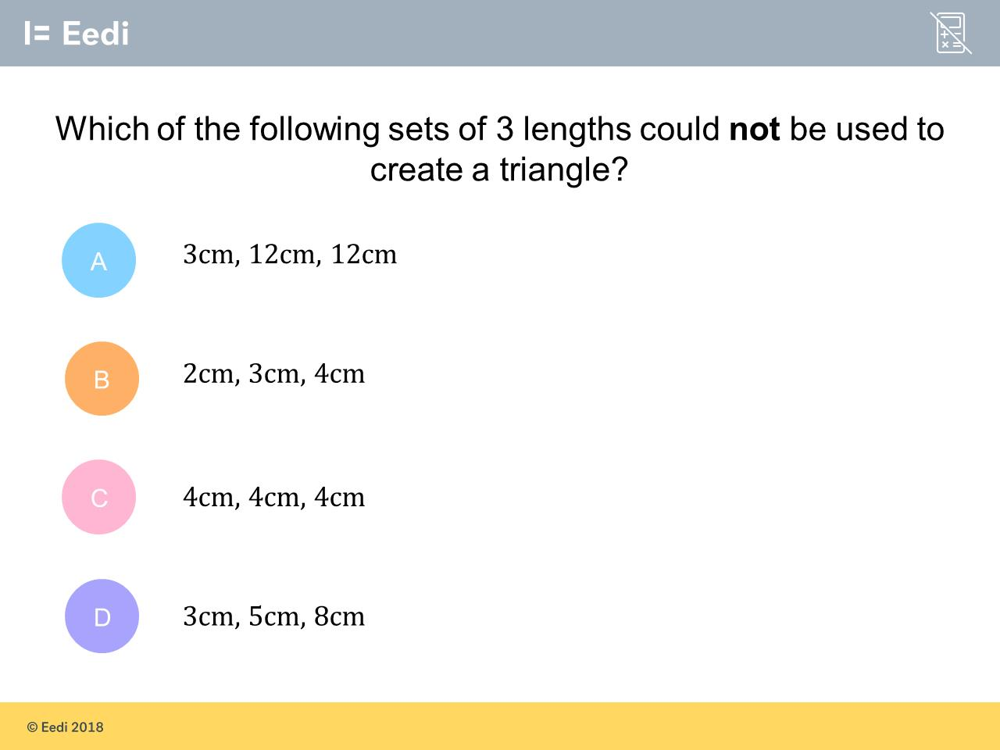 Eedi
Which of the following sets of 3 lengths could not be used to
create a triangle?
A
3cm, 12cm, 12cm
B
2cm, 3cm, 4cm
C
4cm, 4cm, 4cm
D
3cm, 5cm, 8cm
© Eedi 2018